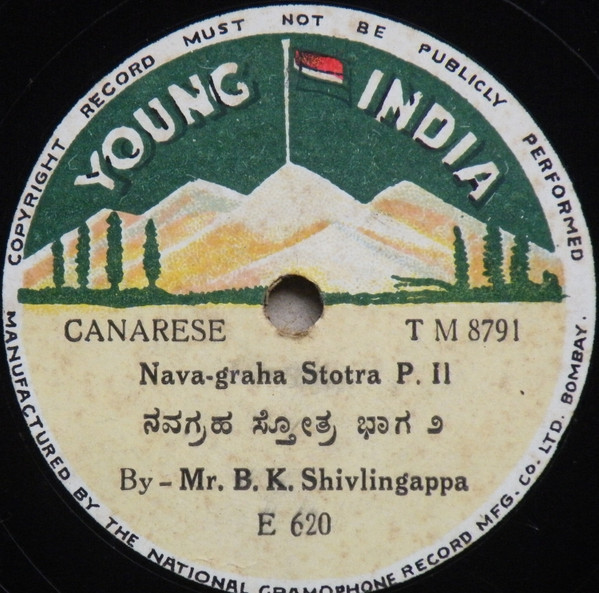 COPYRIGHT RECORD MUST NOT BE PUBLICLY PERFORMED
YOUNG INDIA
CANARESE T M 8791
Nava-graha Stotra P. II
ನವಗ್ರಹ ಸ್ತೋತ್ರ ಭಾಗ ೨
By - Mr. B. K. Shivlingappa
E 620
MANUFACTURED BY THE NATIONAL GRAMOPHONE RECORD MFG. CO. LTD. BOMBAY.